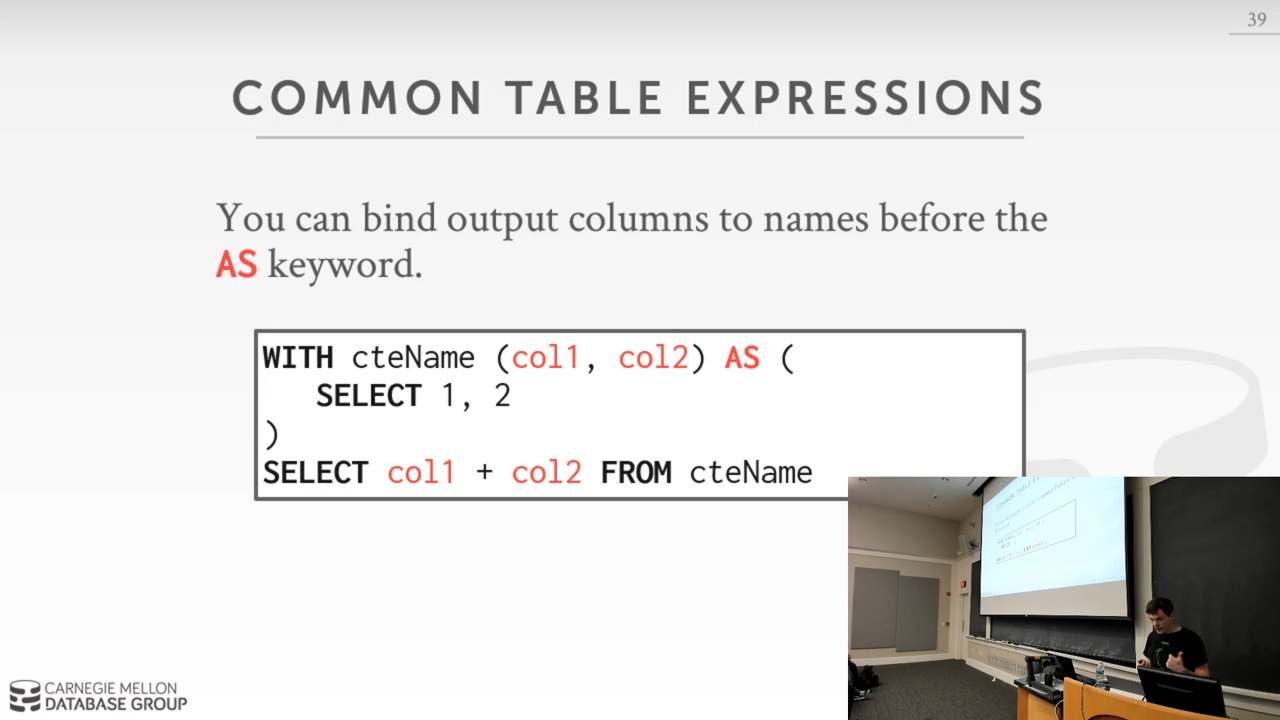 39
COMMON TABLE EXPRESSIONS
You can bind output columns to names before the
AS keyword.
WITH cteName (col1, col2) AS (
SELECT 1, 2
)
SELECT col1 + col2 FROM cteName
CARNEGIE MELLON
DATABASE GROUP